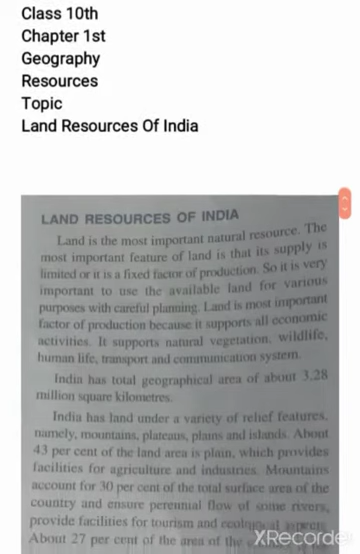 Class 10th
Chapter 1st
Geography
Resources
Topic
Land Resources Of India
LAND RESOURCES OF INDIA
Land is the most important natural resource. The
most important feature of land is that its supply is
limited or it is a fixed factor of production. So it is very
important to use the available land for various
purposes with careful planning. Land is most important
factor of production because it supports all economic
activities. It supports natural vegetation, wildlife,
human life, transport and communication system.
India has total geographical area of about 3.28
million square kilometres.
India has land under a variety of relief features,
namely, mountains, plateaus, plains and islands. About
43 per cent of the land area is plain, which provides
facilities for agriculture and industries. Mountains
account for 30 per cent of the total surface area of the
country and ensure perennial flow of some rivers,
provide facilities for tourism and ecological aspects.
About 27 per cent of the area of the
XRecorder